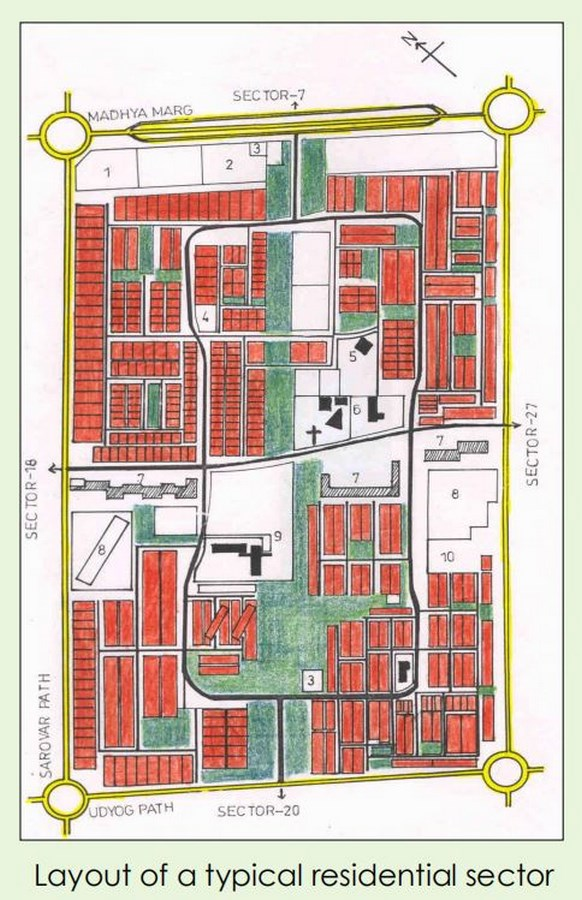 N
SECTOR-7
MADHYA MARG
3
1
2
4
5
6
SECTOR-27
7
SECTOR-18
7
7
8
8
9
10
3
SAROVAR PATH
UDYOG PATH
SECTOR-20
Layout of a typical residential sector